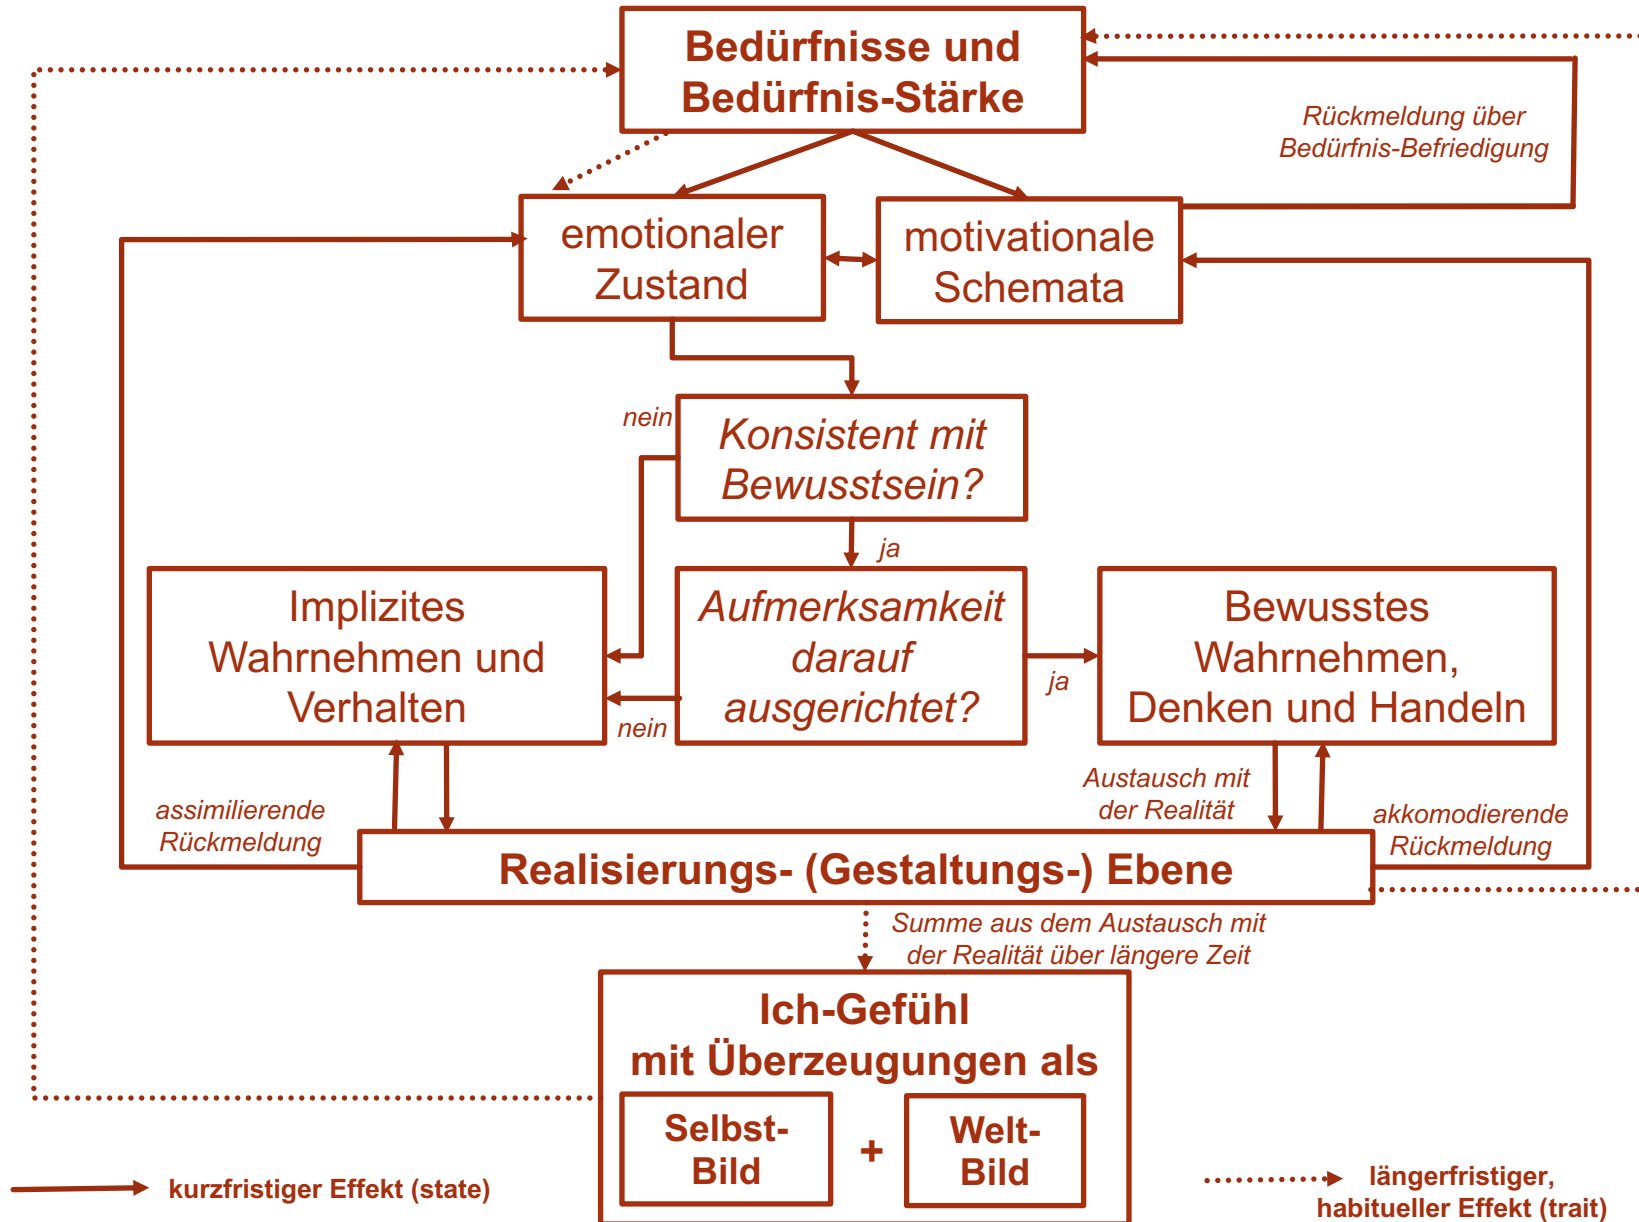 Bedürfnisse und
Bedürfnis-Stärke
Rückmeldung über
Bedürfnis-Befriedigung
emotionaler
Zustand
motivationale
Schemata
nein
Konsistent mit
Bewusstsein?
ja
Implizites
Wahrnehmen und
Verhalten
Aufmerksamkeit
darauf
ausgerichtet?
nein
ja
Bewusstes
Wahrnehmen,
Denken und Handeln
assimilierende
Rückmeldung
Austausch mit
der Realität
akkomodierende
Rückmeldung
Realisierungs- (Gestaltungs-) Ebene
Summe aus dem Austausch mit
der Realität über längere Zeit
Ich-Gefühl
mit Überzeugungen als
Selbst-
Bild
+
Welt-
Bild
kurzfristiger Effekt (state)
längerfristiger,
habitueller Effekt (trait)